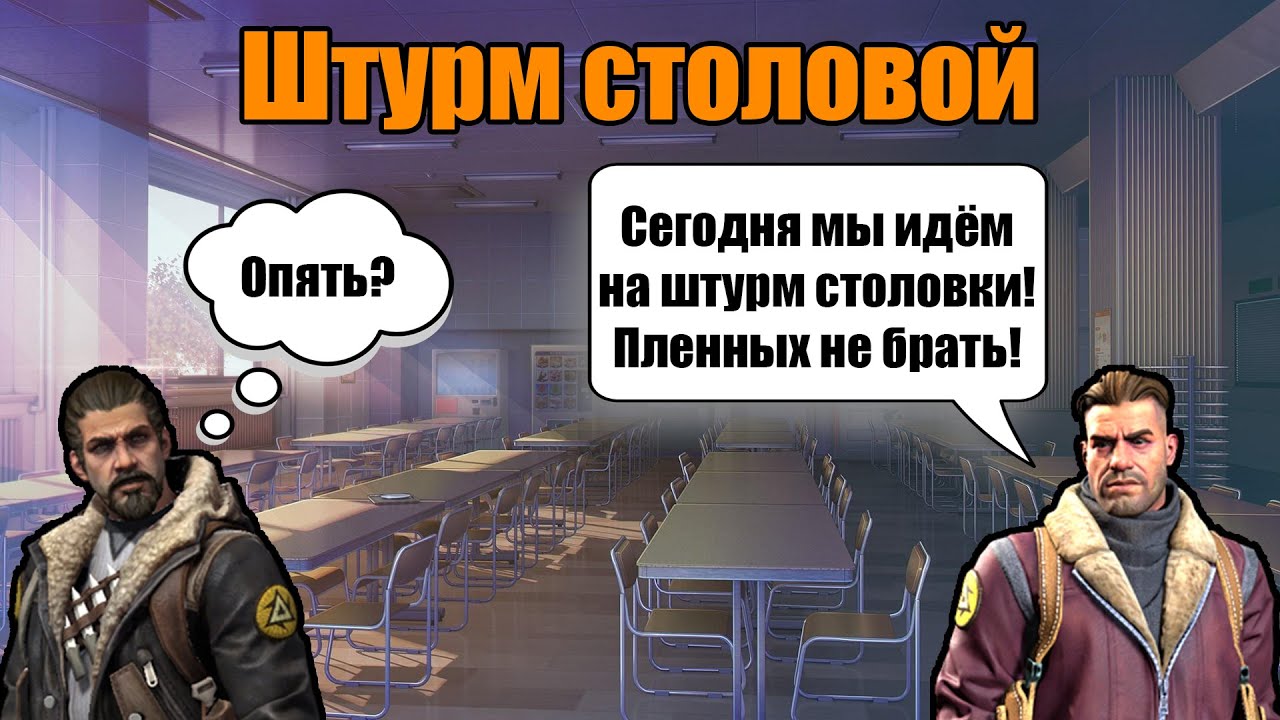 Штурм столовой
Опять?
Сегодня мы идём
на штурм столовки!
Пленных не брать!